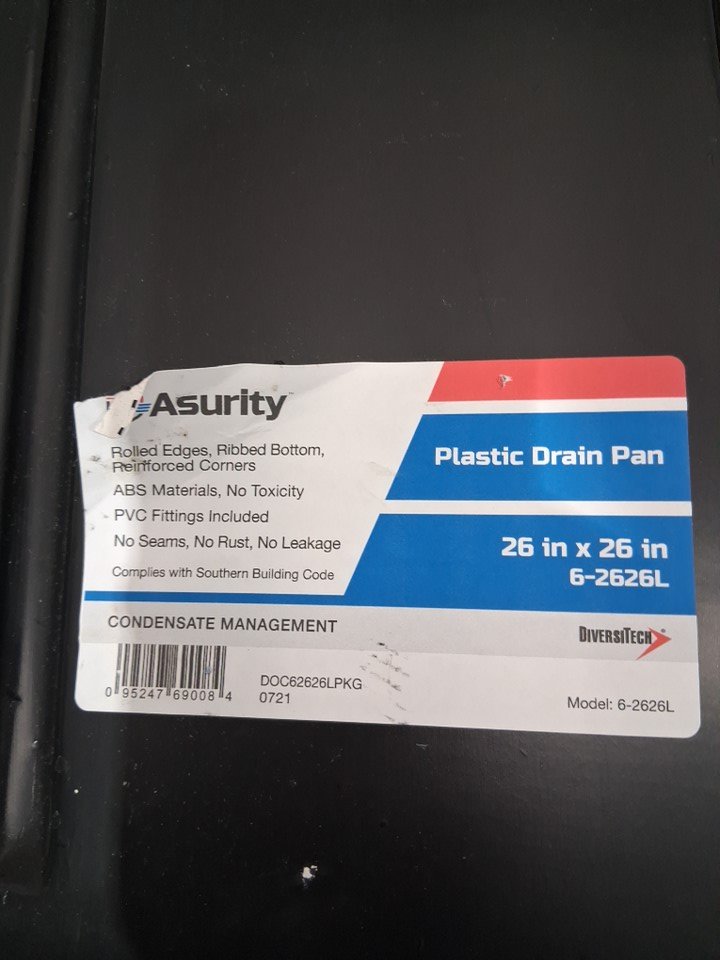 Asurity™
Rolled Edges, Ribbed Bottom,
Reinforced Corners
ABS Materials, No Toxicity
PVC Fittings Included
No Seams, No Rust, No Leakage
Complies with Southern Building Code
Plastic Drain Pan
26 in x 26 in
6-2626L
CONDENSATE MANAGEMENT
DIVERSITECH®
0 95247 69008 4
DOC62626LPKG
0721
Model: 6-2626L